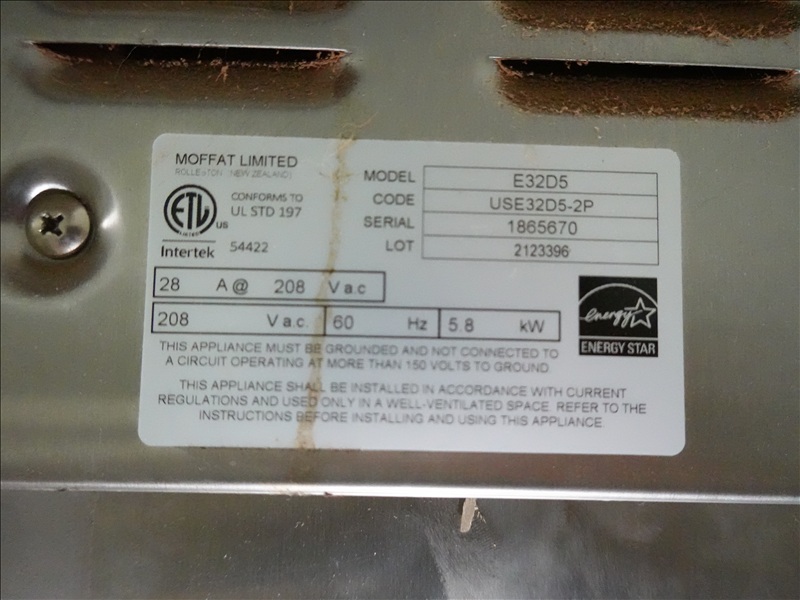 MOFFAT LIMITED
ROLLESTON (NEW ZEALAND)
ETL
LISTED
US
Intertek
CONFORMS TO
UL STD 197
54422
MODEL E32D5
CODE USE32D5-2P
SERIAL 1865670
LOT 2123396
28 A @ 208 V a.c
208 V a.c. 60 Hz 5.8 kW
energy
ENERGY STAR
THIS APPLIANCE MUST BE GROUNDED AND NOT CONNECTED TO
A CIRCUIT OPERATING AT MORE THAN 150 VOLTS TO GROUND.
THIS APPLIANCE SHALL BE INSTALLED IN ACCORDANCE WITH CURRENT
REGULATIONS AND USED ONLY IN A WELL-VENTILATED SPACE. REFER TO THE
INSTRUCTIONS BEFORE INSTALLING AND USING THIS APPLIANCE.